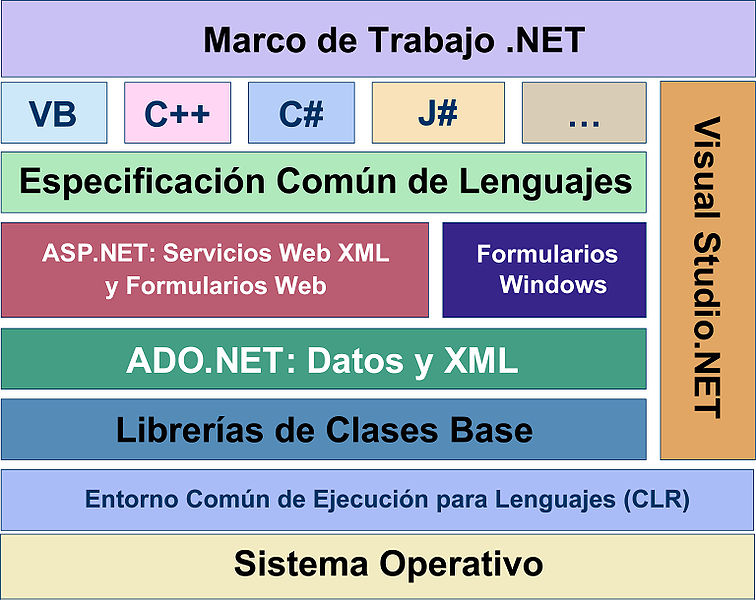 Marco de Trabajo .NET
VB
C++
C#
J#
...
Visual Studio.NET
Especificación Común de Lenguajes
ASP.NET: Servicios Web XML
y Formularios Web
Formularios
Windows
ADO.NET: Datos y XML
Librerías de Clases Base
Entorno Común de Ejecución para Lenguajes (CLR)
Sistema Operativo